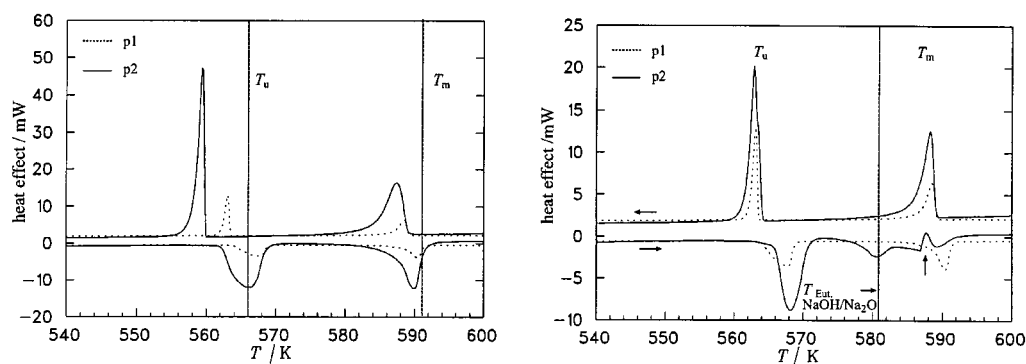 60
50
40
30
20
10
0
−10
−20
heat effect / mW
p1
p2
T_u
T_m
540
550
560
570
580
590
600
T / K
25
20
15
10
5
0
−5
−10
heat effect / mW
p1
p2
T_u
T_m
T_Eut.
NaOH/Na₂O
540
550
560
570
580
590
600
T / K